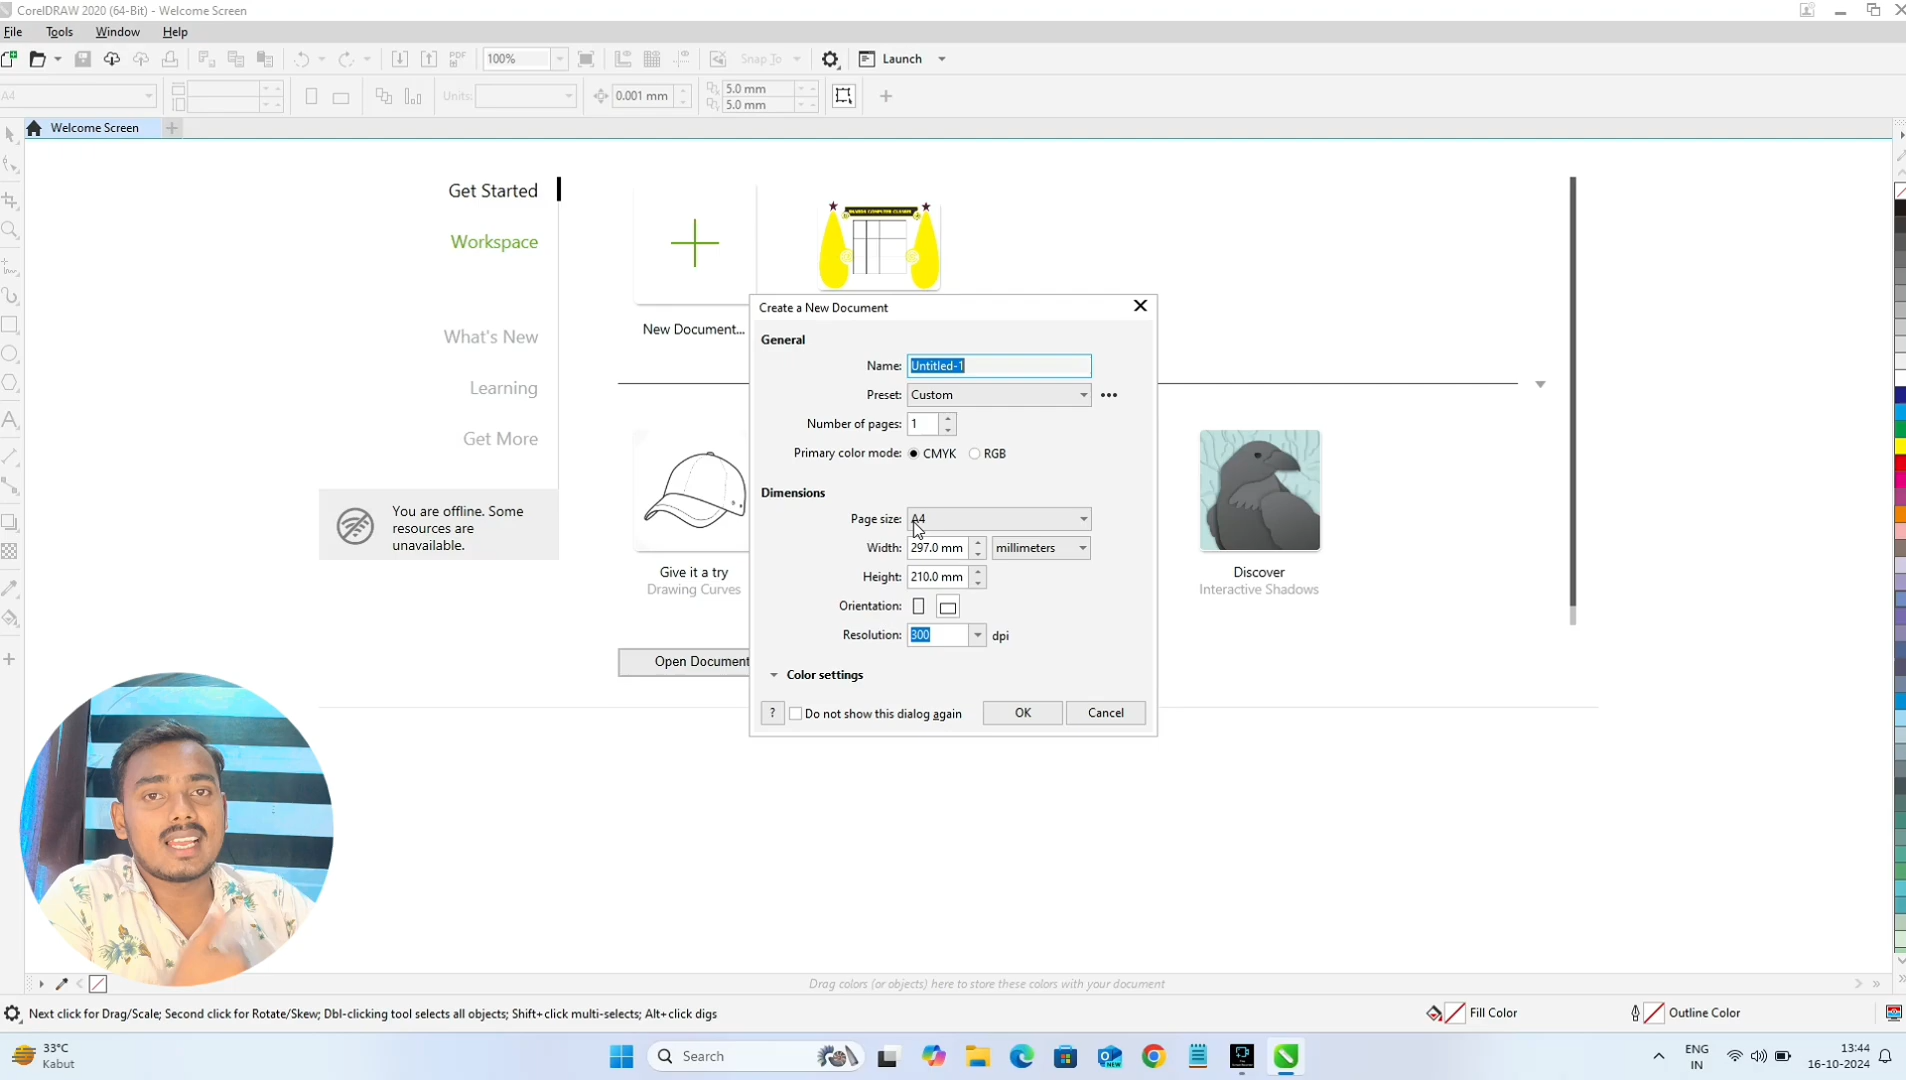 CorelDRAW 2020 (64-Bit) - Welcome Screen
File Tools Window Help
PDF 100% Snap To Launch
A4 Units: 0.001 mm 5.0 mm
5.0 mm
Welcome Screen
Get Started
Workspace
What's New
Learning
Get More
You are offline. Some
resources are
unavailable.
New Document...
Give it a try
Drawing Curves
Open Document
Discover
Interactive Shadows
Create a New Document
General
Name: Untitled-1
Preset: Custom
Number of pages: 1
Primary color mode: CMYK RGB
Dimensions
Page size: A4
Width: 297.0 mm millimeters
Height: 210.0 mm
Orientation:
Resolution: 300 dpi
Color settings
? Do not show this dialog again OK Cancel
Drag colors (or objects) here to store these colors with your document
Next click for Drag/Scale; Second click for Rotate/Skew; Dbl-clicking tool selects all objects; Shift+click multi-selects; Alt+click digs
Fill Color Outline Color
33°C
Kabut
Search
NEW
ENG
IN
13:44
16-10-2024